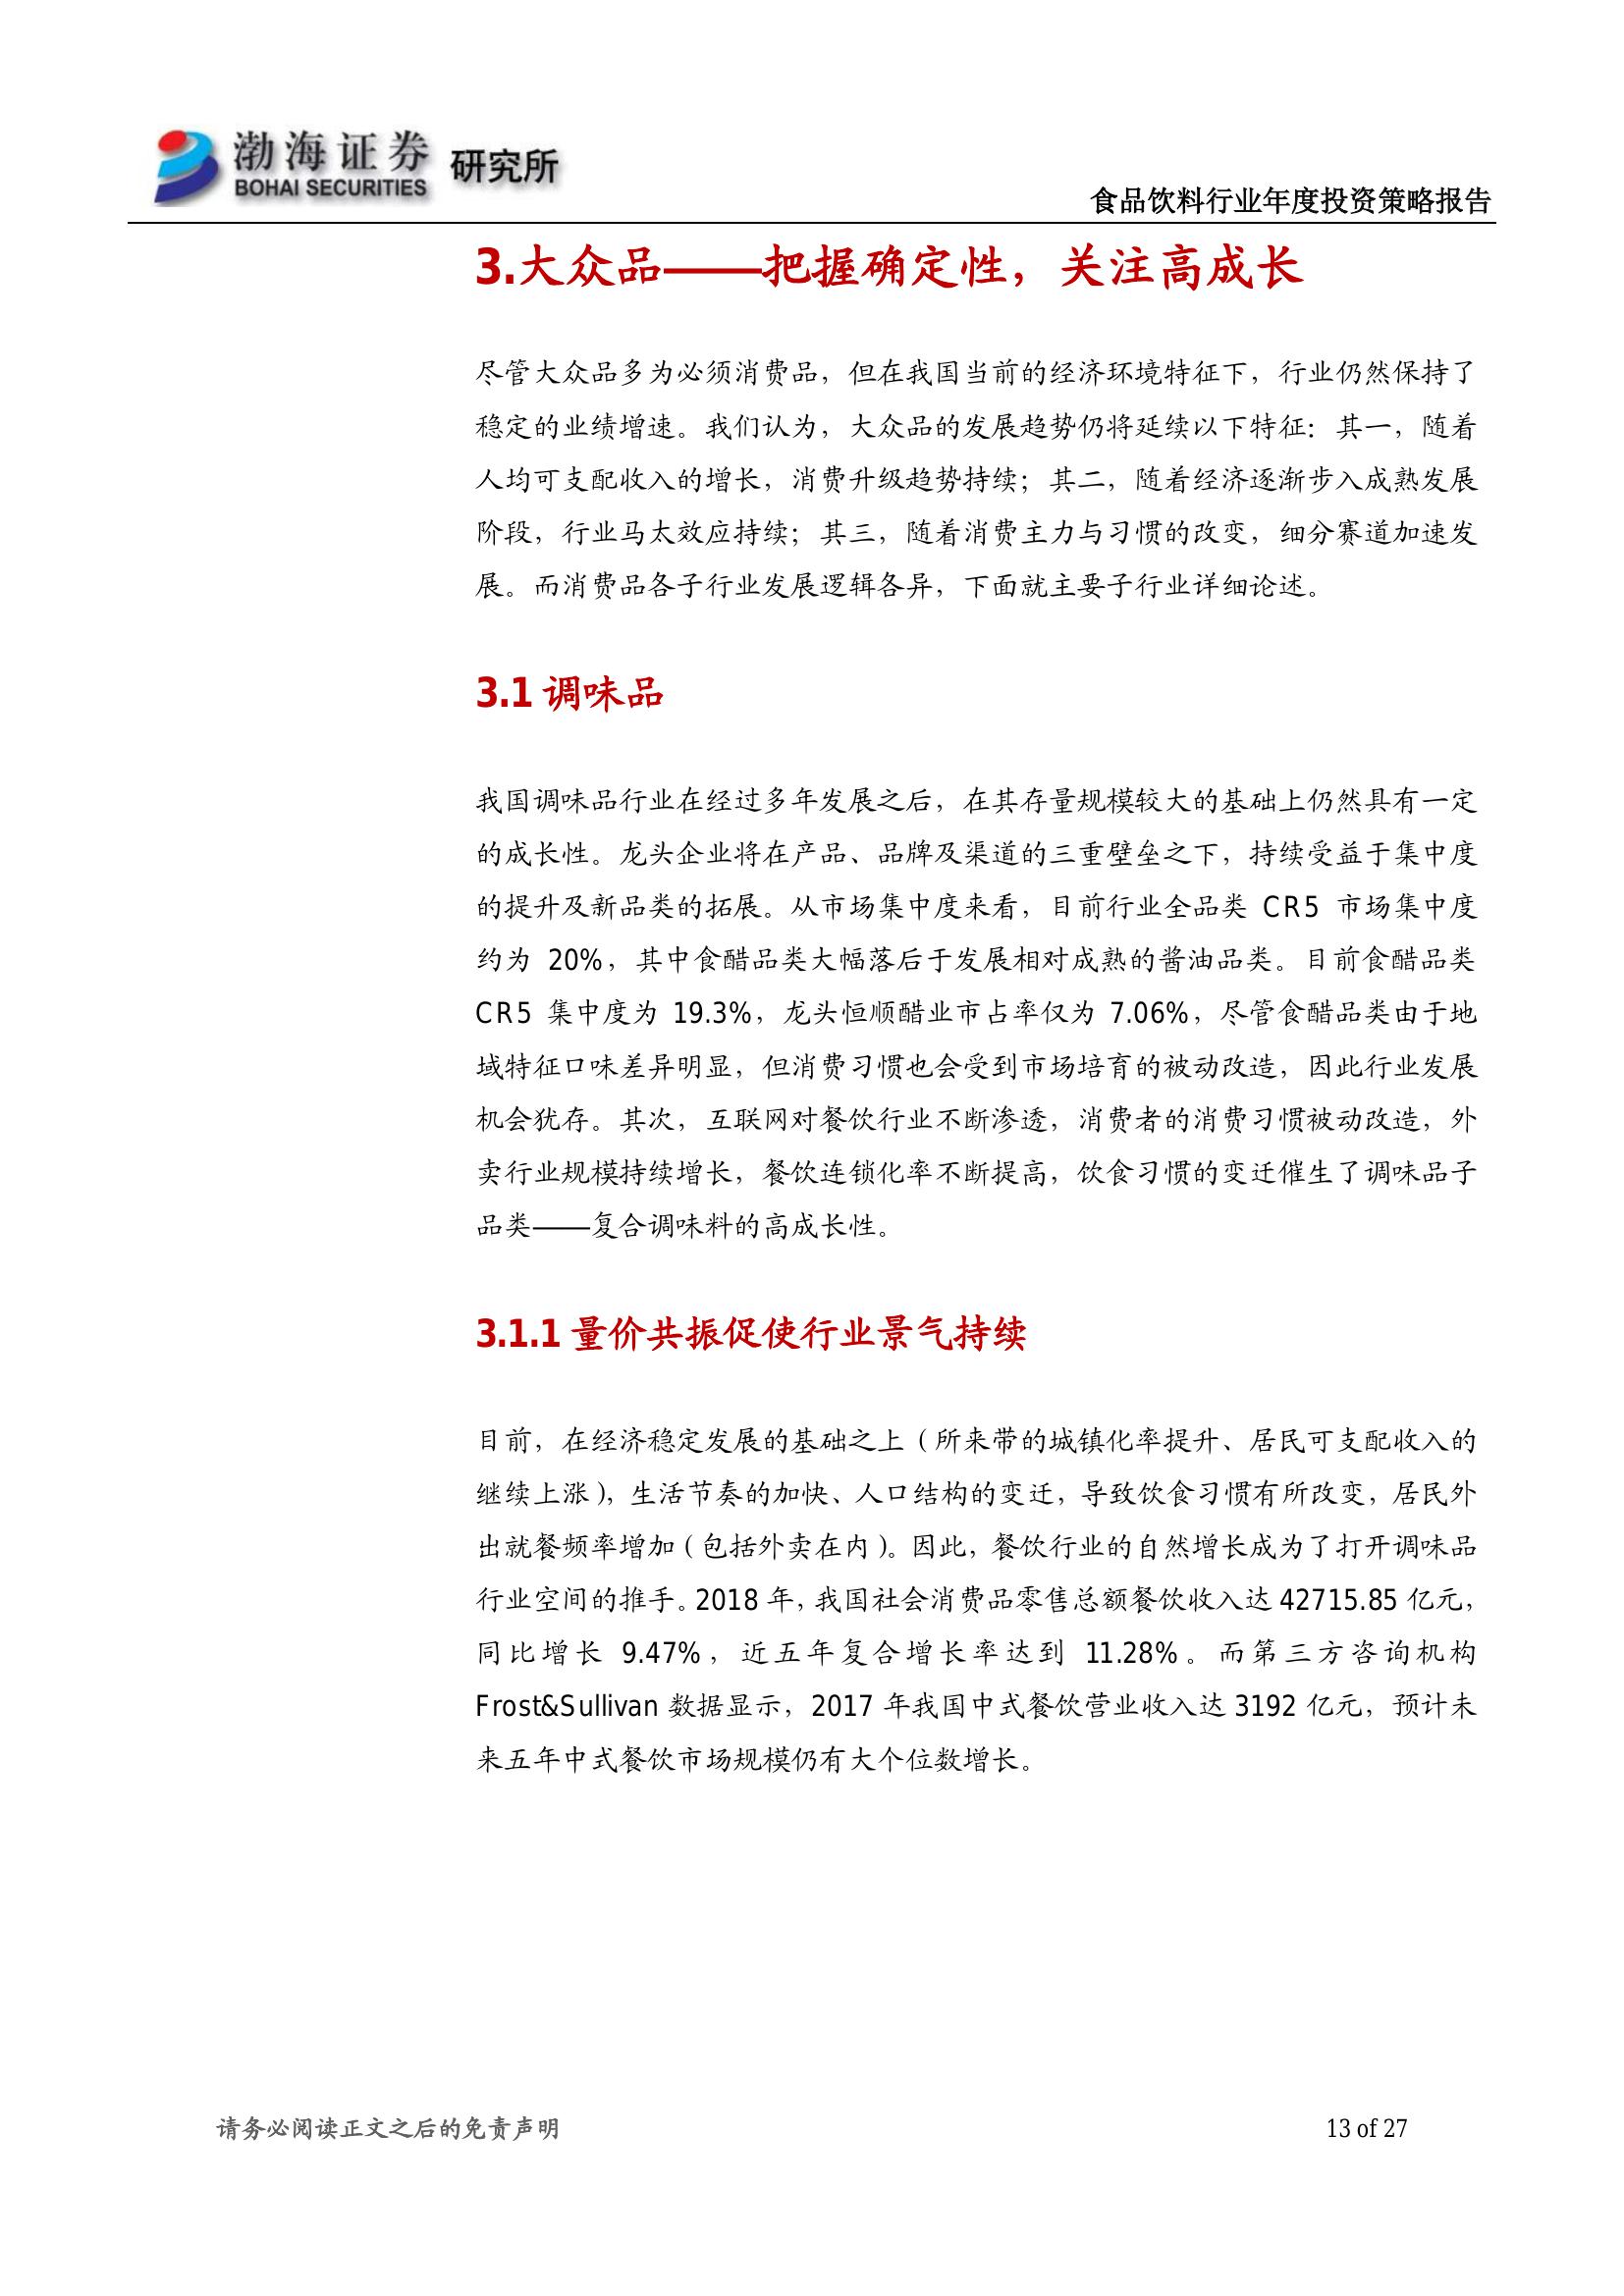 渤海证券 研究所
BOHAI SECURITIES
食品饮料行业年度投资策略报告
3.大众品——把握确定性，关注高成长
尽管大众品多为必须消费品，但在我国当前的经济环境特征下，行业仍然保持了
稳定的业绩增速。我们认为，大众品的发展趋势仍将延续以下特征：其一，随着
人均可支配收入的增长，消费升级趋势持续；其二，随着经济逐渐步入成熟发展
阶段，行业马太效应持续；其三，随着消费主力与习惯的改变，细分赛道加速发
展。而消费品各子行业发展逻辑各异，下面就主要子行业详细论述。
3.1 调味品
我国调味品行业在经过多年发展之后，在其存量规模较大的基础上仍然具有一定
的成长性。龙头企业将在产品、品牌及渠道的三重壁垒之下，持续受益于集中度
的提升及新品类的拓展。从市场集中度来看，目前行业全品类 CR5 市场集中度
约为 20%，其中食醋品类大幅落后于发展相对成熟的酱油品类。目前食醋品类
CR5 集中度为 19.3%，龙头恒顺醋业市占率仅为 7.06%，尽管食醋品类由于地
域特征口味差异明显，但消费习惯也会受到市场培育的被动改造，因此行业发展
机会犹存。其次，互联网对餐饮行业不断渗透，消费者的消费习惯被动改造，外
卖行业规模持续增长，餐饮连锁化率不断提高，饮食习惯的变迁催生了调味品子
品类——复合调味料的高成长性。
3.1.1 量价共振促使行业景气持续
目前，在经济稳定发展的基础之上（所来带的城镇化率提升、居民可支配收入的
继续上涨），生活节奏的加快、人口结构的变迁，导致饮食习惯有所改变，居民外
出就餐频率增加（包括外卖在内）。因此，餐饮行业的自然增长成为了打开调味品
行业空间的推手。2018 年，我国社会消费品零售总额餐饮收入达 42715.85 亿元，
同比增长 9.47%，近五年复合增长率达到 11.28%。而第三方咨询机构
Frost&Sullivan 数据显示，2017 年我国中式餐饮营业收入达 3192 亿元，预计未
来五年中式餐饮市场规模仍有大个位数增长。
请务必阅读正文之后的免责声明
13 of 27